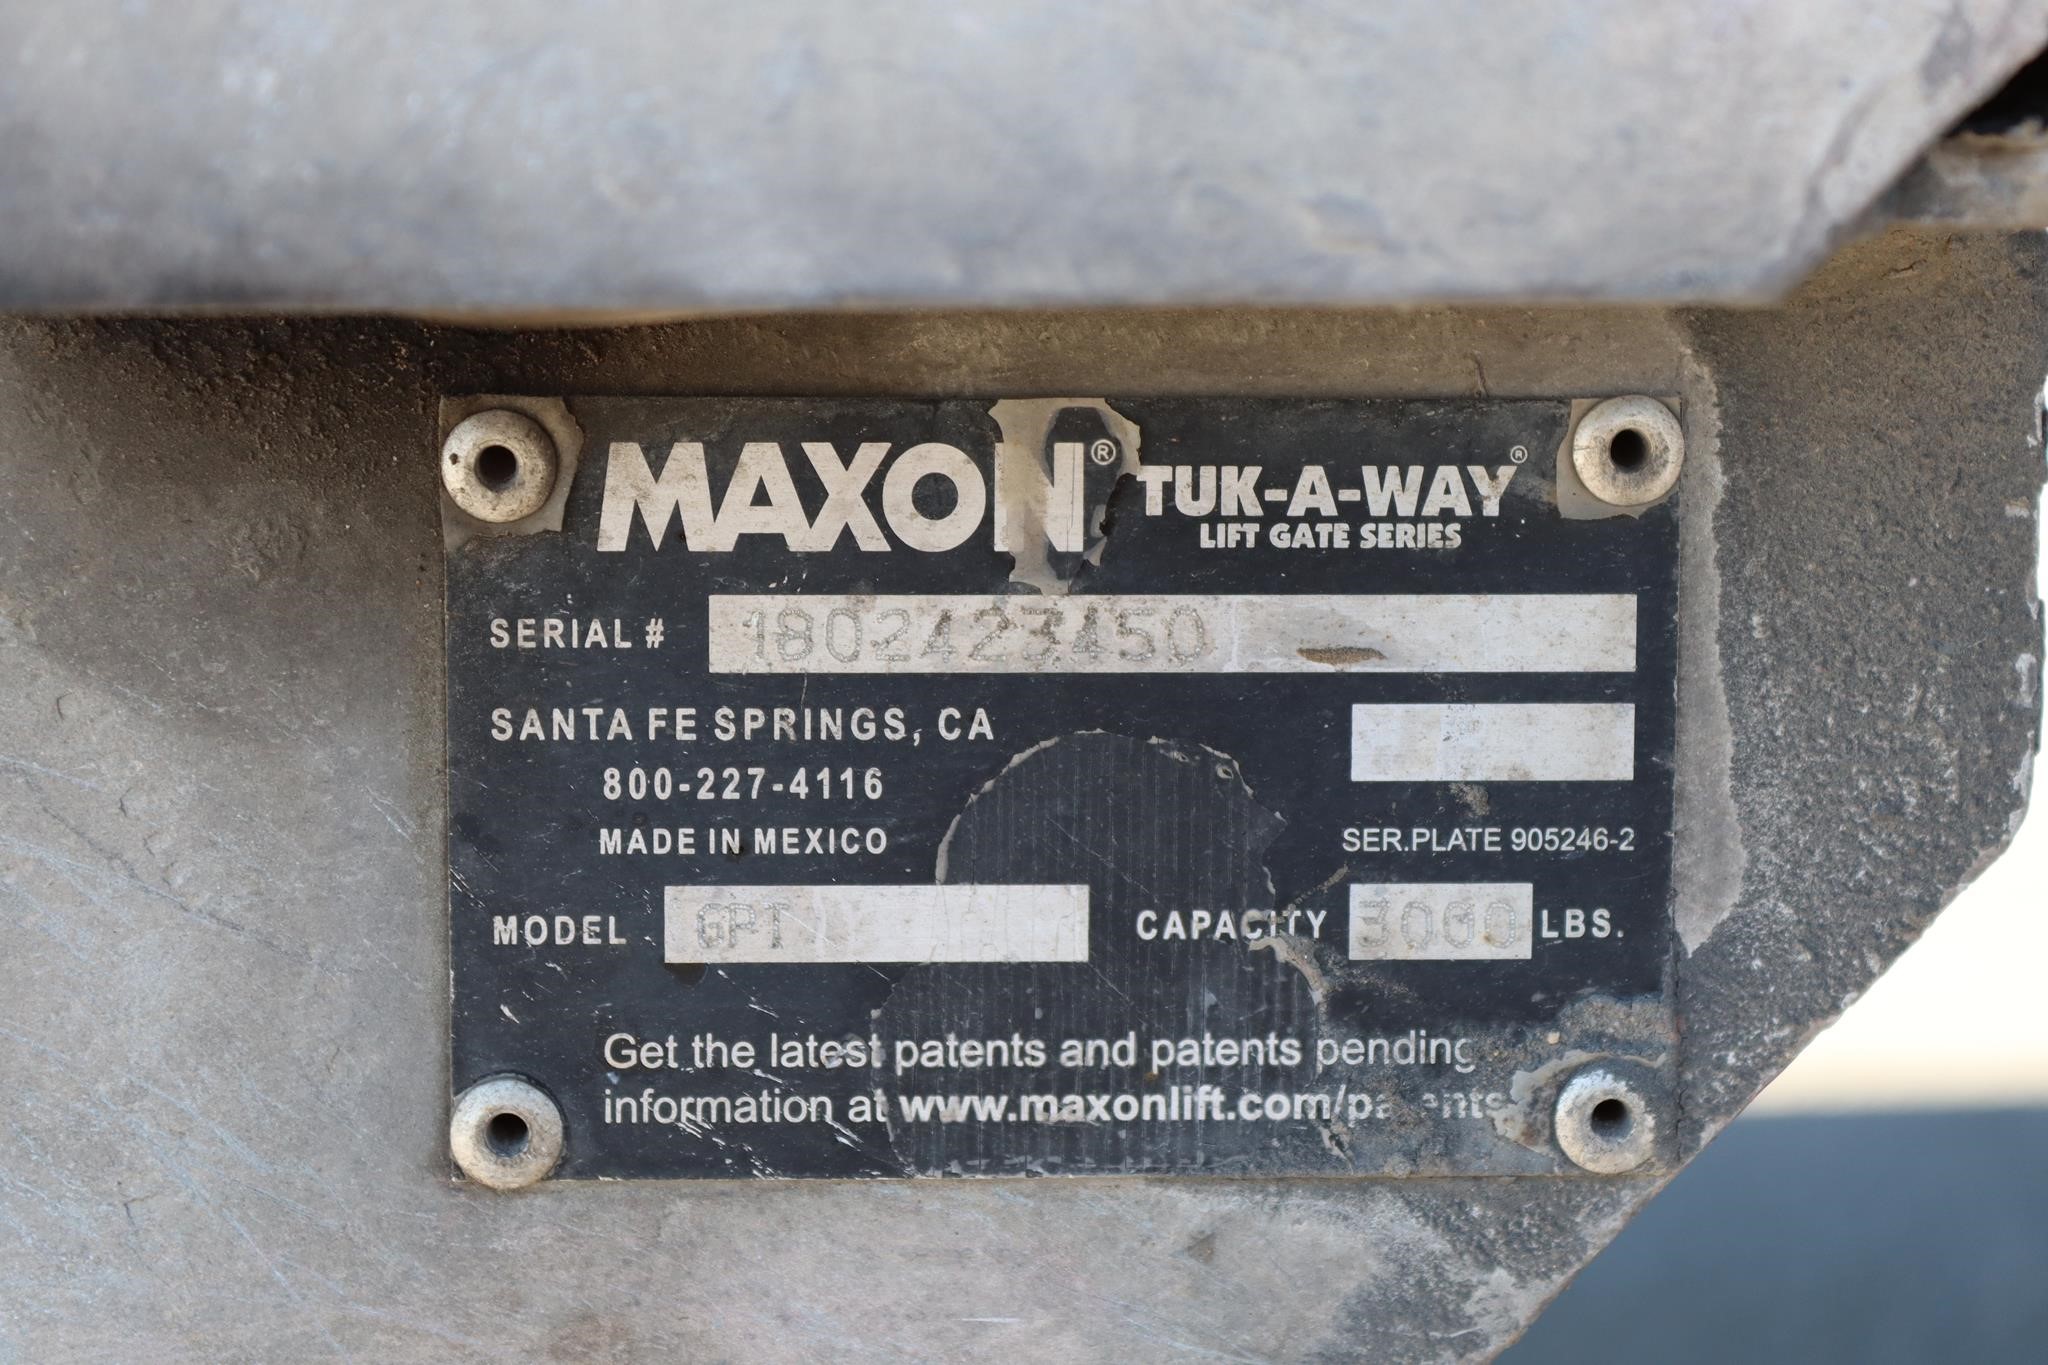 MAXON® TUK-A-WAY®
LIFT GATE SERIES
SERIAL # 1802423450
SANTA FE SPRINGS, CA
800-227-4116
MADE IN MEXICO
SER.PLATE 905246-2
MODEL GPT CAPACITY 3000 LBS.
Get the latest patents and patents pending
information at www.maxonlift.com/patents